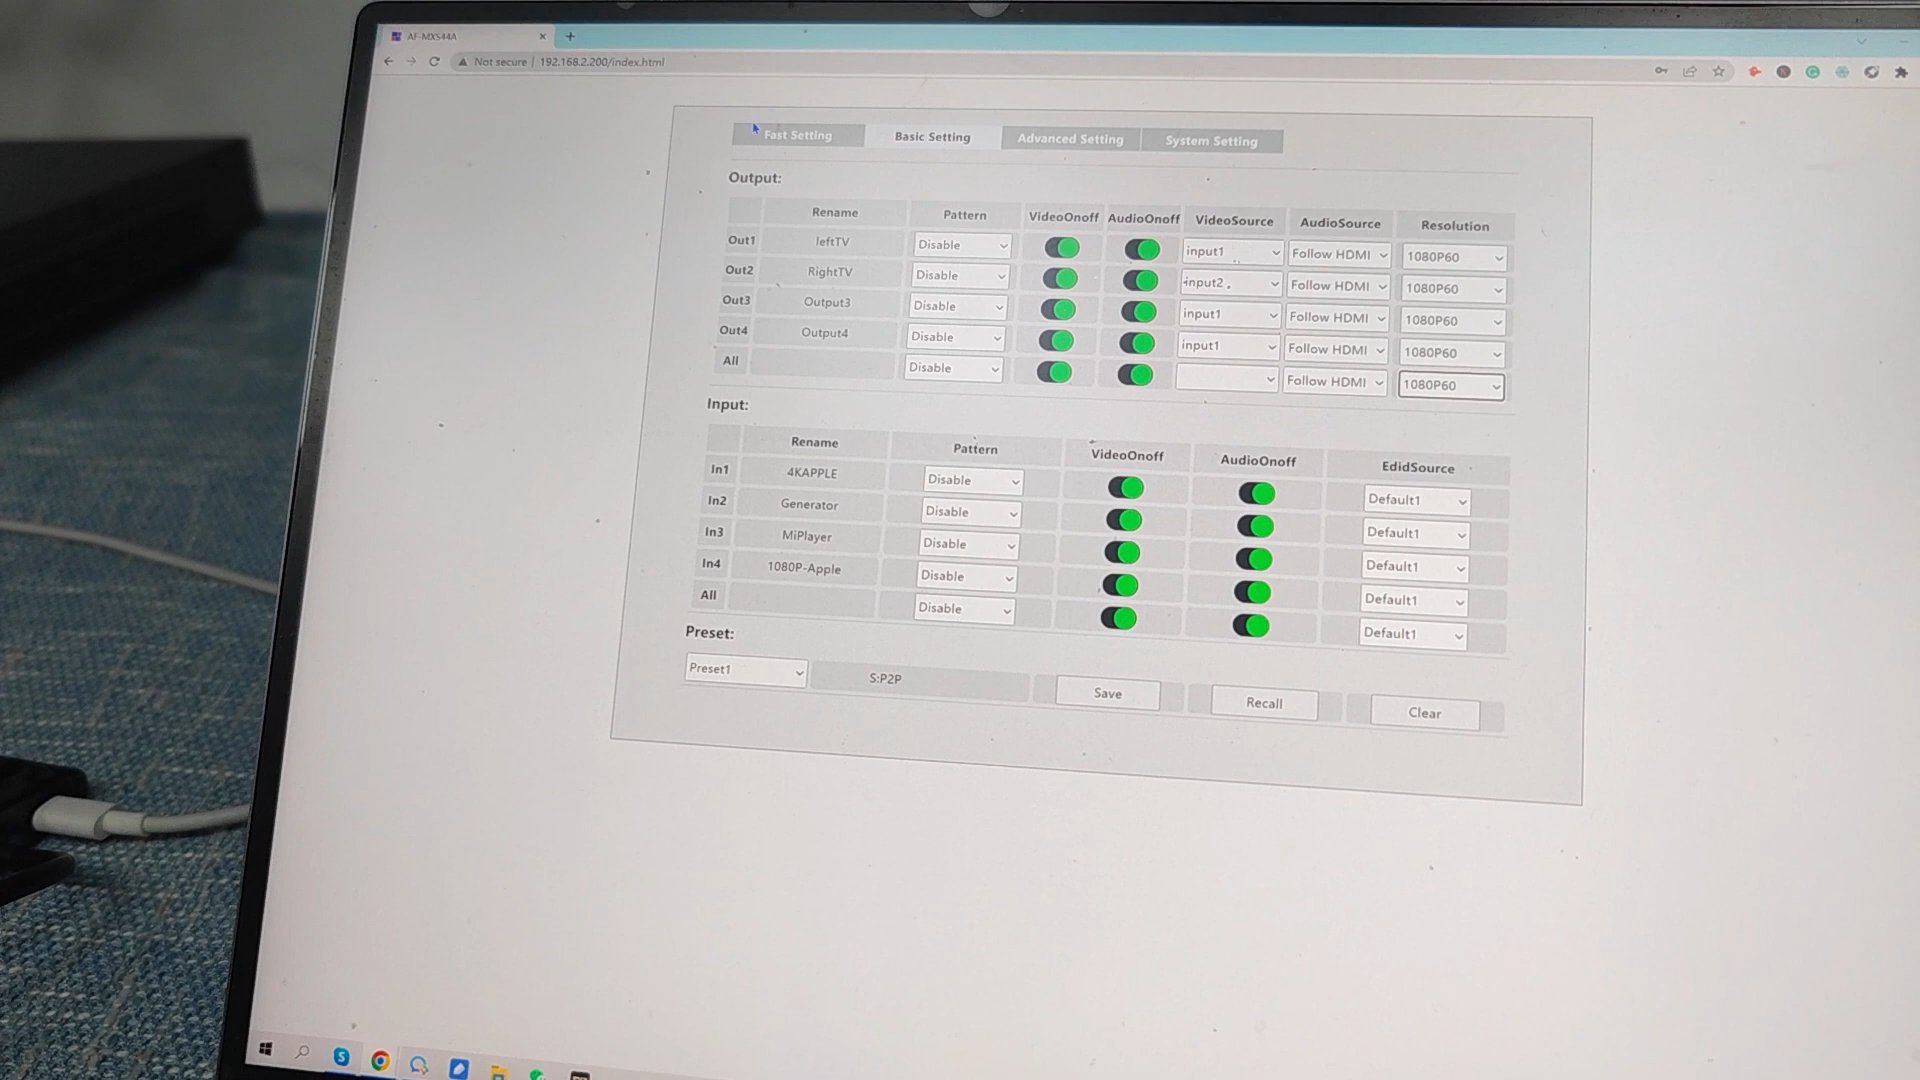 AF-MXS44A
Not secure | 192.168.2.200/index.html
Fast Setting Basic Setting Advanced Setting System Setting
Output:
Rename Pattern VideoOnoff AudioOnoff VideoSource AudioSource Resolution
Out1 leftTV Disable input1 Follow HDMI 1080P60
Out2 RightTV Disable input2 Follow HDMI 1080P60
Out3 Output3 Disable input1 Follow HDMI 1080P60
Out4 Output4 Disable input1 Follow HDMI 1080P60
All Disable Follow HDMI 1080P60
Input:
Rename Pattern VideoOnoff AudioOnoff EdidSource
In1 4KAPPLE Disable Default1
In2 Generator Disable Default1
In3 MiPlayer Disable Default1
In4 1080P-Apple Disable Default1
All Disable Default1
Preset:
Preset1 S:P2P Save Recall Clear